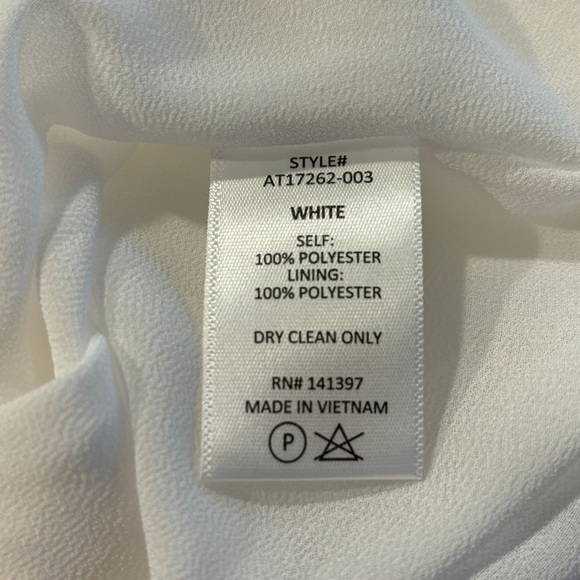 STYLE#
AT17262-003
WHITE
SELF:
100% POLYESTER
LINING:
100% POLYESTER
DRY CLEAN ONLY
RN# 141397
MADE IN VIETNAM
P